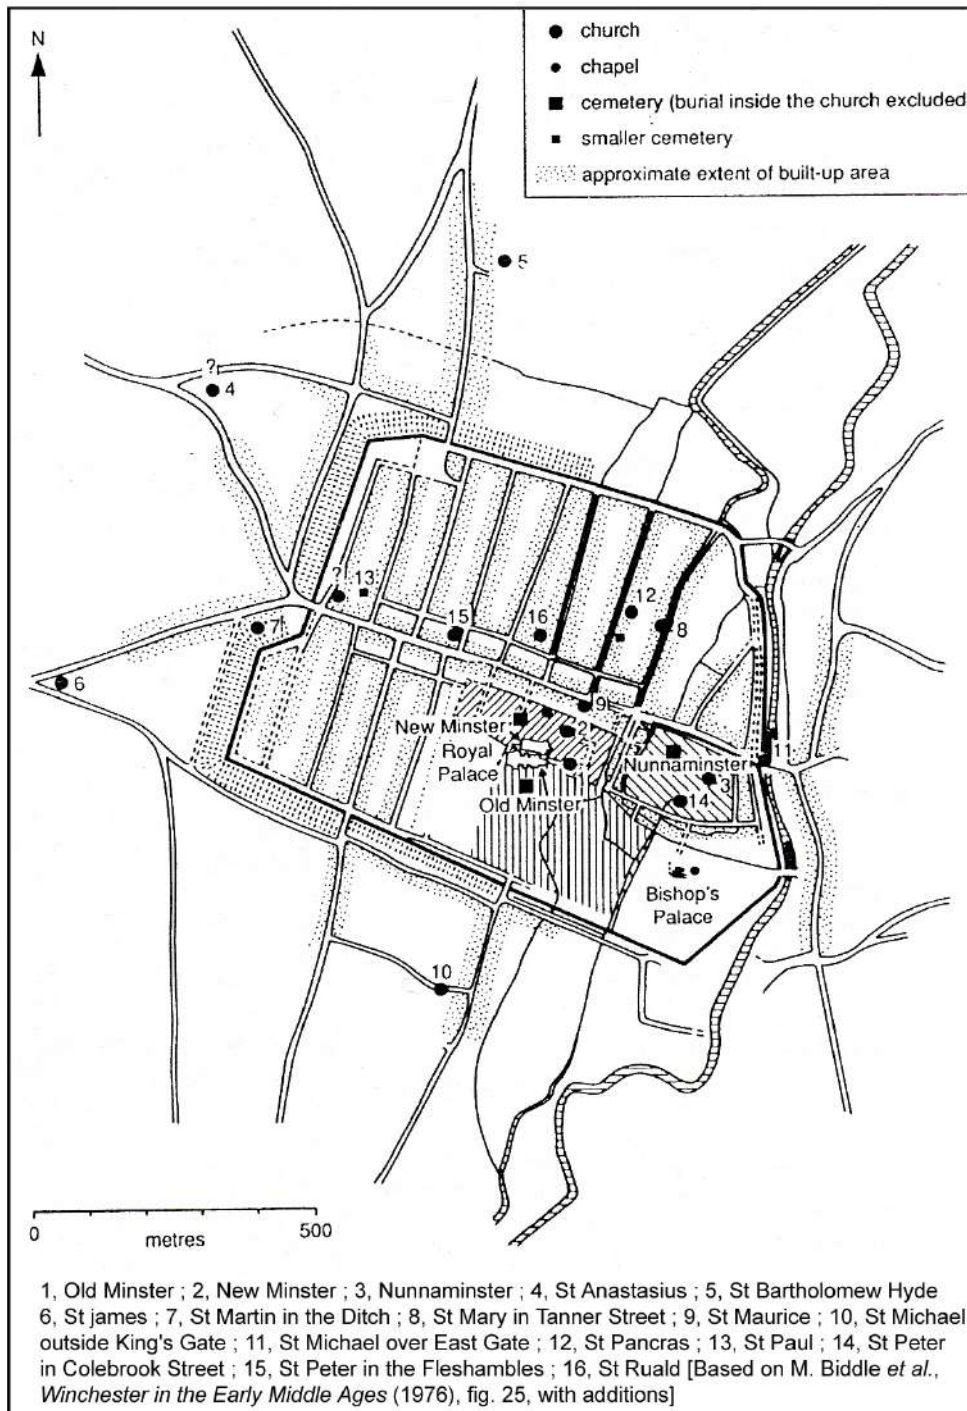 N
church
chapel
cemetery (burial inside the church excluded
smaller cemetery
approximate extent of built-up area
5
?
4
?
13
12
15
16
8
7
6
9
New Minster
2
Royal
Palace
1
Old Minster
Nunnaminster
3
14
11
Bishop's
Palace
10
0
500
metres
1, Old Minster ; 2, New Minster ; 3, Nunnaminster ; 4, St Anastasius ; 5, St Bartholomew Hyde
6, St james ; 7, St Martin in the Ditch ; 8, St Mary in Tanner Street ; 9, St Maurice ; 10, St Michael
outside King's Gate ; 11, St Michael over East Gate ; 12, St Pancras ; 13, St Paul ; 14, St Peter
in Colebrook Street ; 15, St Peter in the Fleshambles ; 16, St Ruald [Based on M. Biddle et al.,
Winchester in the Early Middle Ages (1976), fig. 25, with additions]